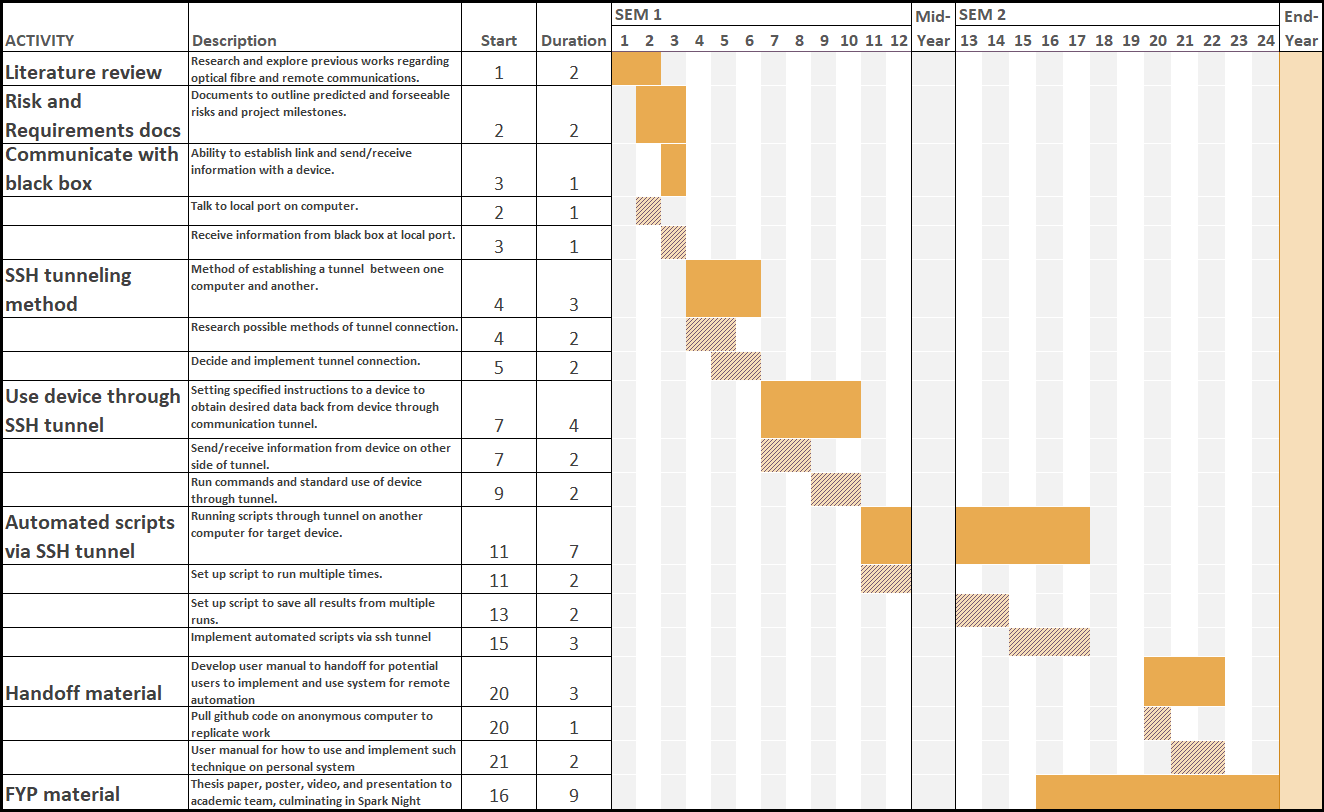 SEM 1 Mid- SEM 2 End-
ACTIVITY Description Start Duration 1 2 3 4 5 6 7 8 9 10 11 12 Year 13 14 15 16 17 18 19 20 21 22 23 24 Year
Literature review
Research and explore previous works regarding
optical fibre and remote communications.
1 2
Risk and
Requirements docs
Documents to outline predicted and forseeable
risks and project milestones.
2 2
Communicate with
black box
Ability to establish link and send/receive
information with a device.
3 1
Talk to local port on computer.
2 1
Receive information from black box at local port.
3 1
SSH tunneling
method
Method of establishing a tunnel between one
computer and another.
4 3
Research possible methods of tunnel connection.
4 2
Decide and implement tunnel connection.
5 2
Use device through
SSH tunnel
Setting specified instructions to a device to
obtain desired data back from device through
communication tunnel.
7 4
Send/receive information from device on other
side of tunnel.
7 2
Run commands and standard use of device
through tunnel.
9 2
Automated scripts
via SSH tunnel
Running scripts through tunnel on another
computer for target device.
11 7
Set up script to run multiple times.
11 2
Set up script to save all results from multiple
runs.
13 2
Implement automated scripts via ssh tunnel
15 3
Handoff material
Develop user manual to handoff for potential
users to implement and use system for remote
automation
20 3
Pull github code on anonymous computer to
replicate work
20 1
User manual for how to use and implement such
technique on personal system
21 2
FYP material
Thesis paper, poster, video, and presentation to
academic team, culminating in Spark Night
16 9